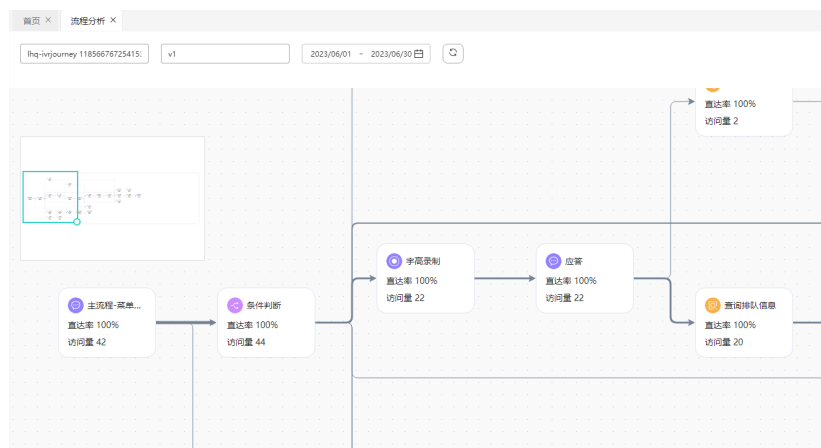 首页 ×
流程分析 ×
lhq-ivrjourney 11856676725415:
v1
2023/06/01 - 2023/06/30
直达率 100%
访问量 2
宇高录制
直达率 100%
访问量 22
应答
直达率 100%
访问量 22
主流程-菜单...
直达率 100%
访问量 42
条件判断
直达率 100%
访问量 44
查询排队信息
直达率 100%
访问量 20